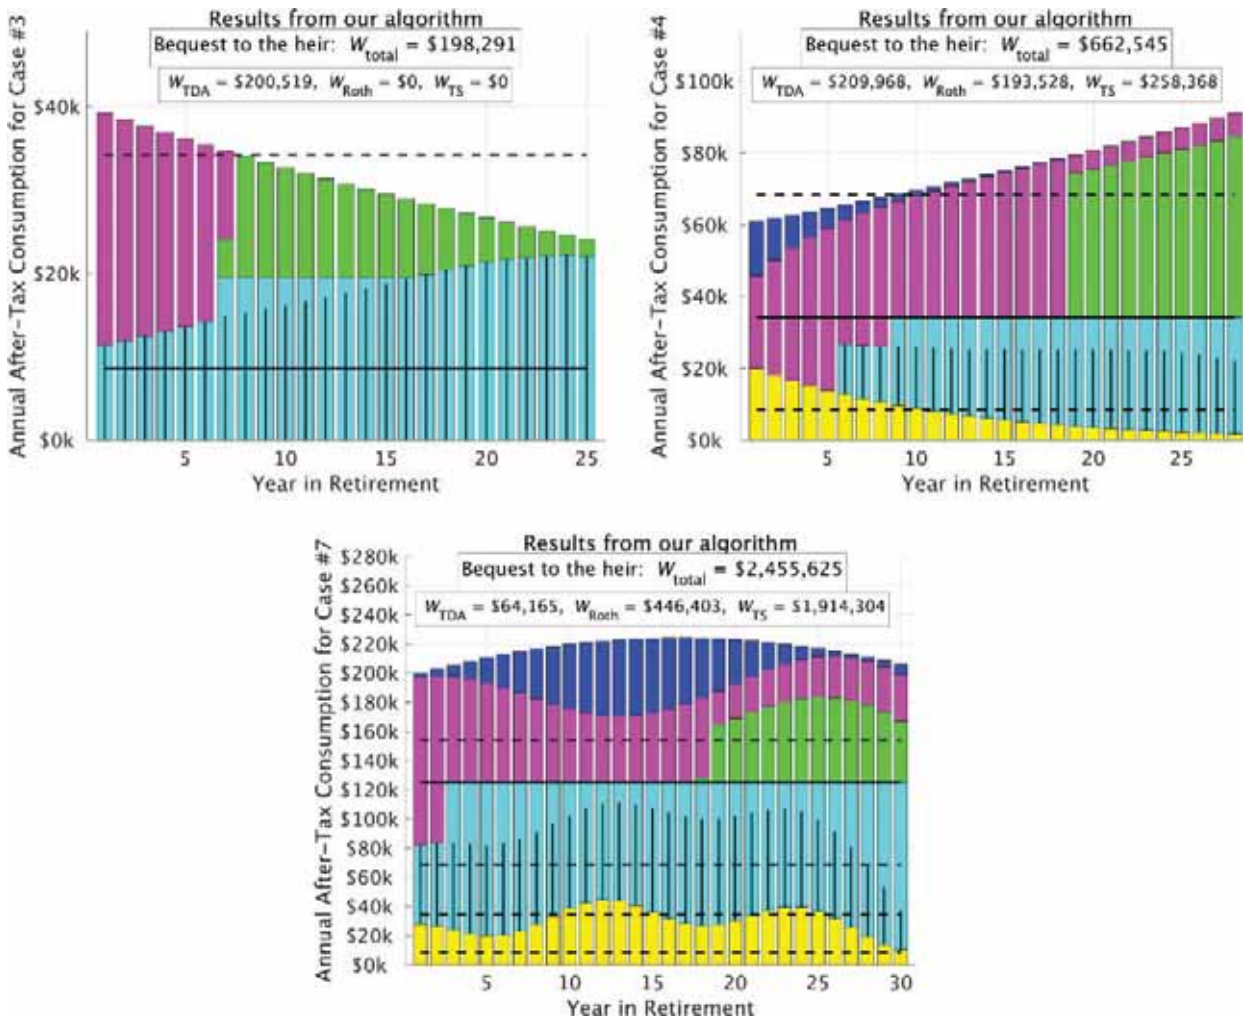 Results from our algorithm
Bequest to the heir: W_total = $198,291
W_TDA = $200,519, W_Roth = $0, W_TS = $0
Annual After-Tax Consumption for Case #3
$40k
$20k
$0k
5 10 15 20 25
Year in Retirement
Results from our algorithm
Bequest to the heir: W_total = $662,545
W_TDA = $209,968, W_Roth = $193,528, W_TS = $258,368
Annual After-Tax Consumption for Case #4
$100k
$80k
$60k
$40k
$20k
$0k
5 10 15 20 25
Year in Retirement
Results from our algorithm
Bequest to the heir: W_total = $2,455,625
W_TDA = $64,165, W_Roth = $446,403, W_TS = $1,914,304
Annual After-Tax Consumption for Case #7
$280k
$260k
$240k
$220k
$200k
$180k
$160k
$140k
$120k
$100k
$80k
$60k
$40k
$20k
$0k
5 10 15 20 25 30
Year in Retirement